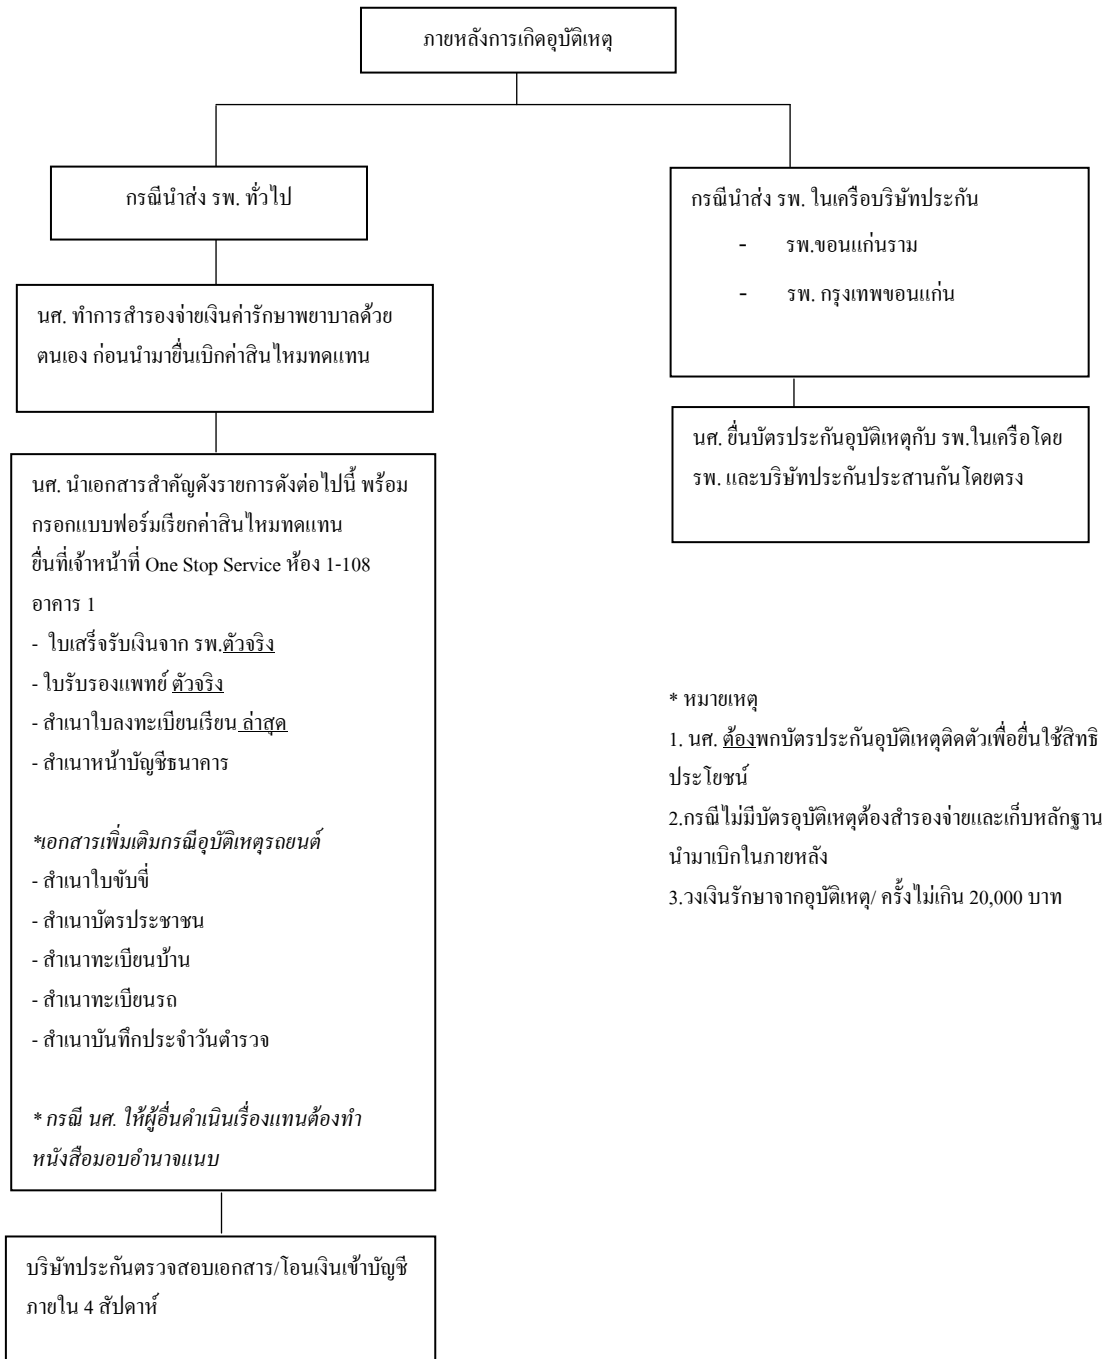 ภายหลังการเกิดอุบัติเหตุ
กรณีนำส่ง รพ. ทั่วไป
นศ. ทำการสำรองจ่ายเงินค่ารักษาพยาบาลด้วย
ตนเอง ก่อนนำมายื่นเบิกค่าสินไหมทดแทน
นศ. นำเอกสารสำคัญดังรายการดังต่อไปนี้ พร้อม
กรอกแบบฟอร์มเรียกค่าสินไหมทดแทน
ยื่นที่เจ้าหน้าที่ One Stop Service ห้อง 1-108
อาคาร 1
- ใบเสร็จรับเงินจาก รพ.ตัวจริง
- ใบรับรองแพทย์ ตัวจริง
- สำเนาใบลงทะเบียนเรียน ล่าสุด
- สำเนาหน้าบัญชีธนาคาร
*เอกสารเพิ่มเติมกรณีอุบัติเหตุรถยนต์
- สำเนาใบขับขี่
- สำเนาบัตรประชาชน
- สำเนาทะเบียนบ้าน
- สำเนาทะเบียนรถ
- สำเนาบันทึกประจำวันตำรวจ
* กรณี นศ. ให้ผู้อื่นดำเนินเรื่องแทนต้องทำ
หนังสือมอบอำนาจแนบ
บริษัทประกันตรวจสอบเอกสาร/โอนเงินเข้าบัญชี
ภายใน 4 สัปดาห์
กรณีนำส่ง รพ. ในเครือบริษัทประกัน
- รพ.ขอนแก่นราม
- รพ. กรุงเทพขอนแก่น
นศ. ยื่นบัตรประกันอุบัติเหตุกับ รพ.ในเครือโดย
รพ. และบริษัทประกันประสานกันโดยตรง
* หมายเหตุ
1. นศ. ต้องพกบัตรประกันอุบัติเหตุติดตัวเพื่อยื่นใช้สิทธิ
ประโยชน์
2.กรณีไม่มีบัตรอุบัติเหตุต้องสำรองจ่ายและเก็บหลักฐาน
นำมาเบิกในภายหลัง
3.วงเงินรักษาจากอุบัติเหตุ/ ครั้งไม่เกิน 20,000 บาท